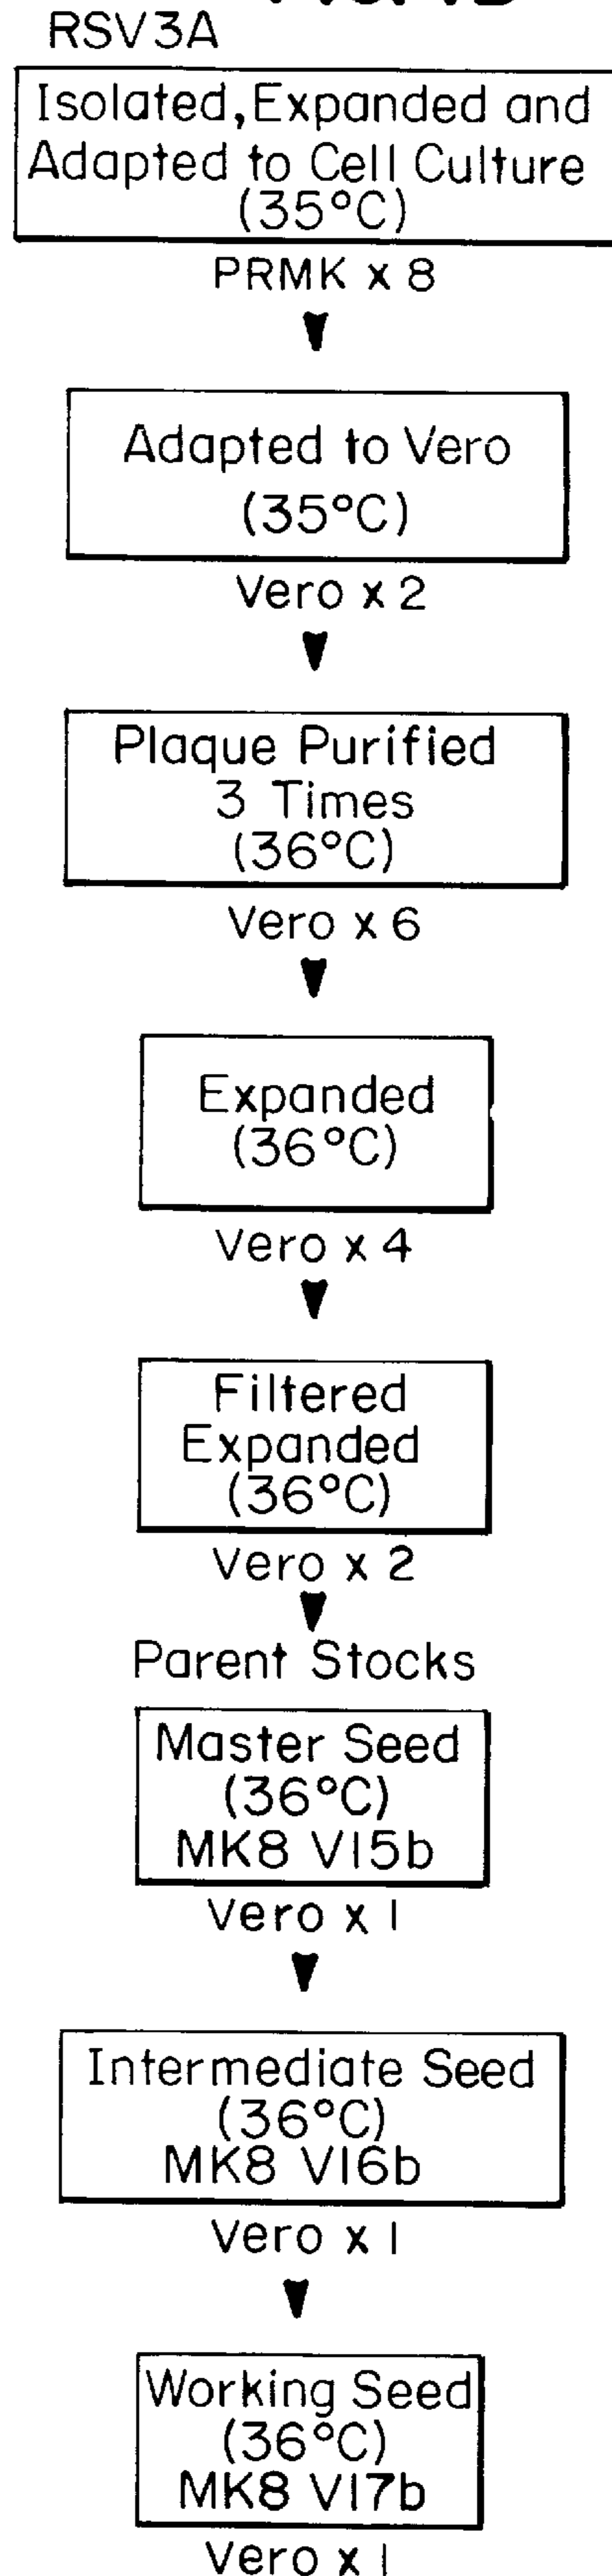 RSV3A
Isolated, Expanded and
Adapted to Cell Culture
(35°C)
PRMK x 8
Adapted to Vero
(35°C)
Vero x 2
Plaque Purified
3 Times
(36°C)
Vero x 6
Expanded
(36°C)
Vero x 4
Filtered
Expanded
(36°C)
Vero x 2
Parent Stocks
Master Seed
(36°C)
MK8 V15b
Vero x 1
Intermediate Seed
(36°C)
MK8 V16b
Vero x 1
Working Seed
(36°C)
MK8 V17b
Vero x 1